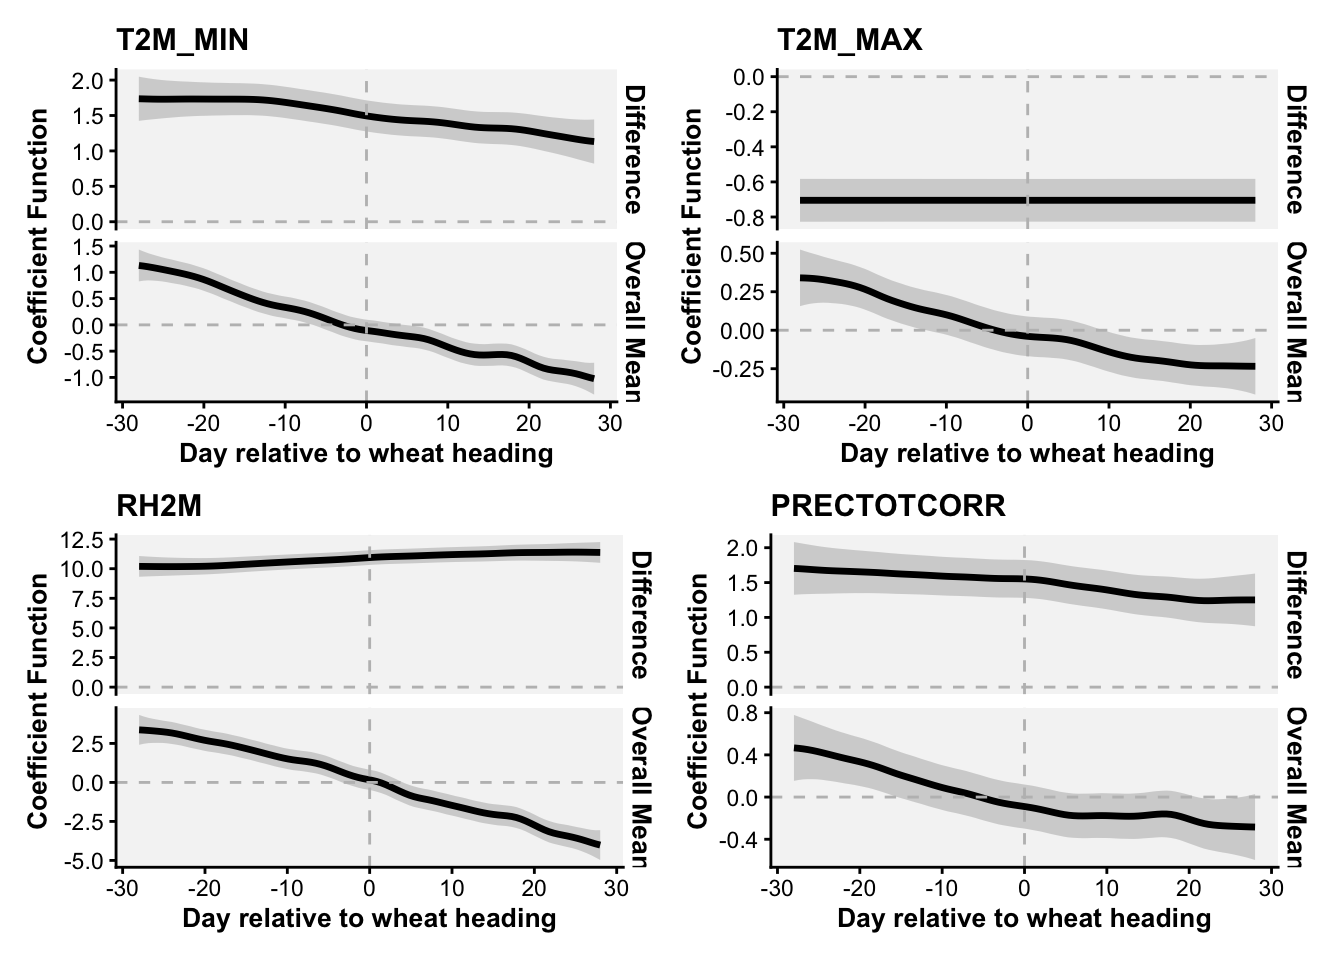 T2M_MIN
Coefficient Function
2.0
1.5
1.0
0.5
0.0
Difference
1.5
1.0
0.5
0.0
-0.5
-1.0
Overall Mean
-30 -20 -10 0 10 20 30
Day relative to wheat heading
T2M_MAX
Coefficient Function
0.0
-0.2
-0.4
-0.6
-0.8
Difference
0.50
0.25
0.00
-0.25
Overall Mean
-30 -20 -10 0 10 20 30
Day relative to wheat heading
RH2M
Coefficient Function
12.5
10.0
7.5
5.0
2.5
0.0
Difference
2.5
0.0
-2.5
-5.0
Overall Mean
-30 -20 -10 0 10 20 30
Day relative to wheat heading
PRECTOTCORR
Coefficient Function
2.0
1.5
1.0
0.5
0.0
Difference
0.8
0.4
0.0
-0.4
Overall Mean
-30 -20 -10 0 10 20 30
Day relative to wheat heading